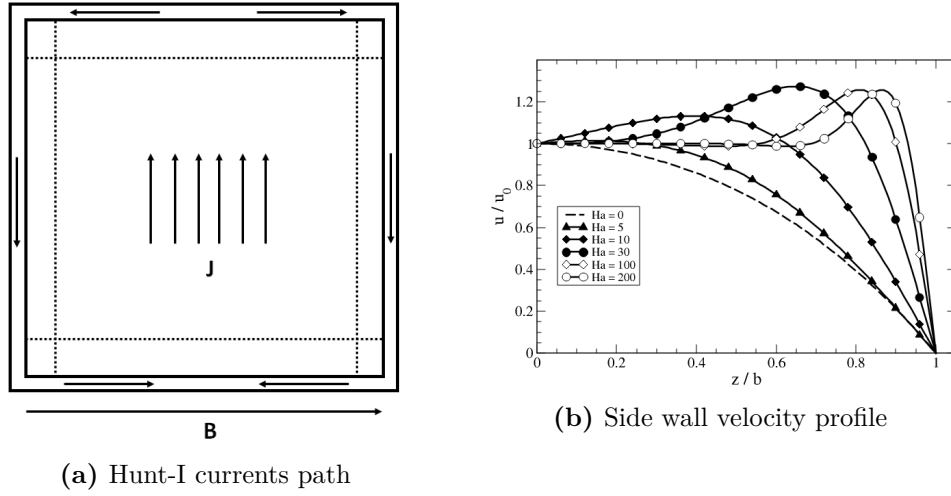 J
B
(a) Hunt-I currents path
u / u0
1.2
1
0.8
0.6
0.4
0.2
0
Ha = 0
Ha = 5
Ha = 10
Ha = 30
Ha = 100
Ha = 200
0 0.2 0.4 0.6 0.8 1
z / b
(b) Side wall velocity profile